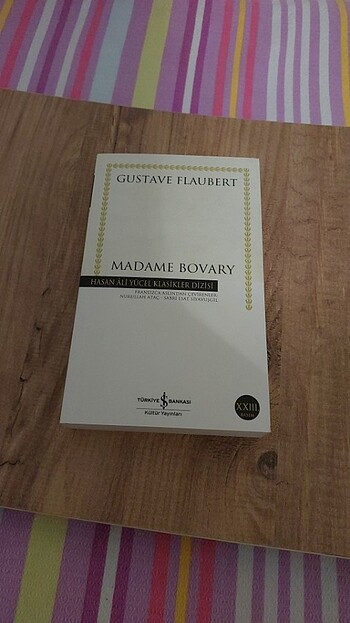 GUSTAVE FLAUBERT
MADAME BOVARY
HASAN ÂLİ YÜCEL KLASİKLER DİZİSİ
FRANSIZCA ASLINDAN ÇEVİRENLER:
NURULLAH ATAÇ - SABRİ ESAT SİYAVUŞGİL
TÜRKİYE İŞ BANKASI
Kültür Yayınları
XXIII.
BASIM